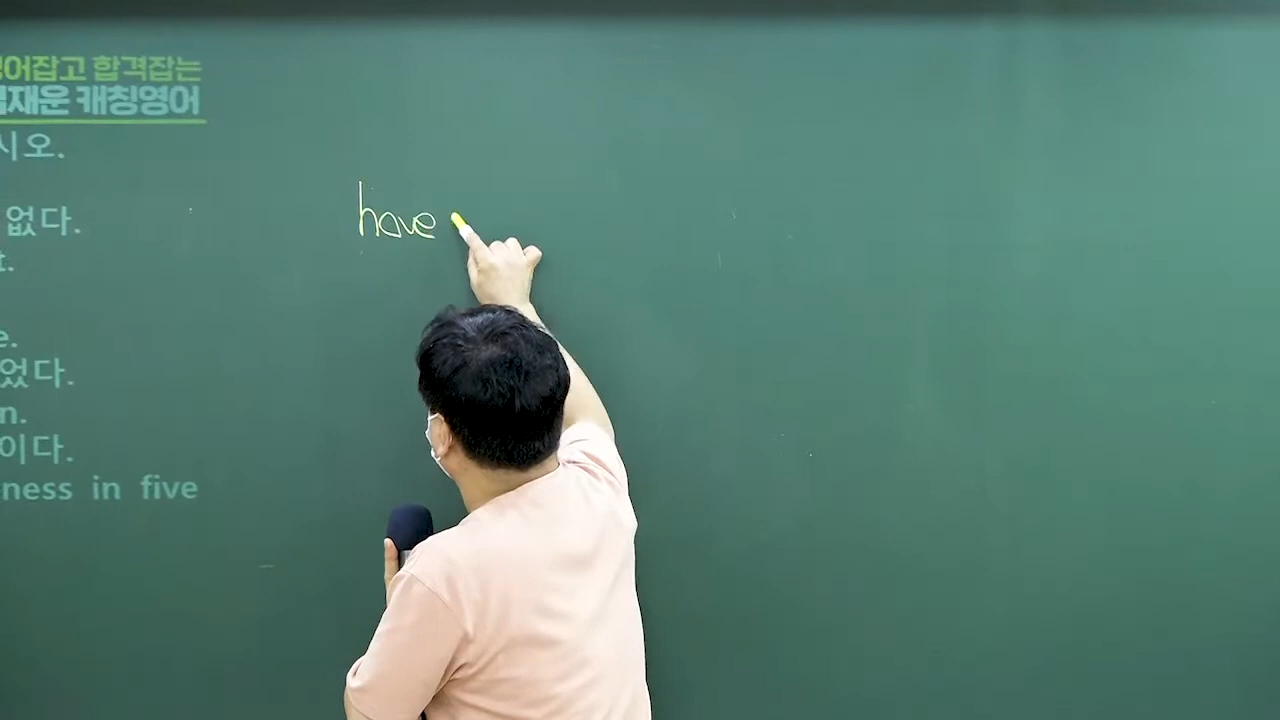 어잡고 합격잡는
재운 캐칭영어
시오.
없다.
t.
have
e.
었다.
n.
이다.
ness in five